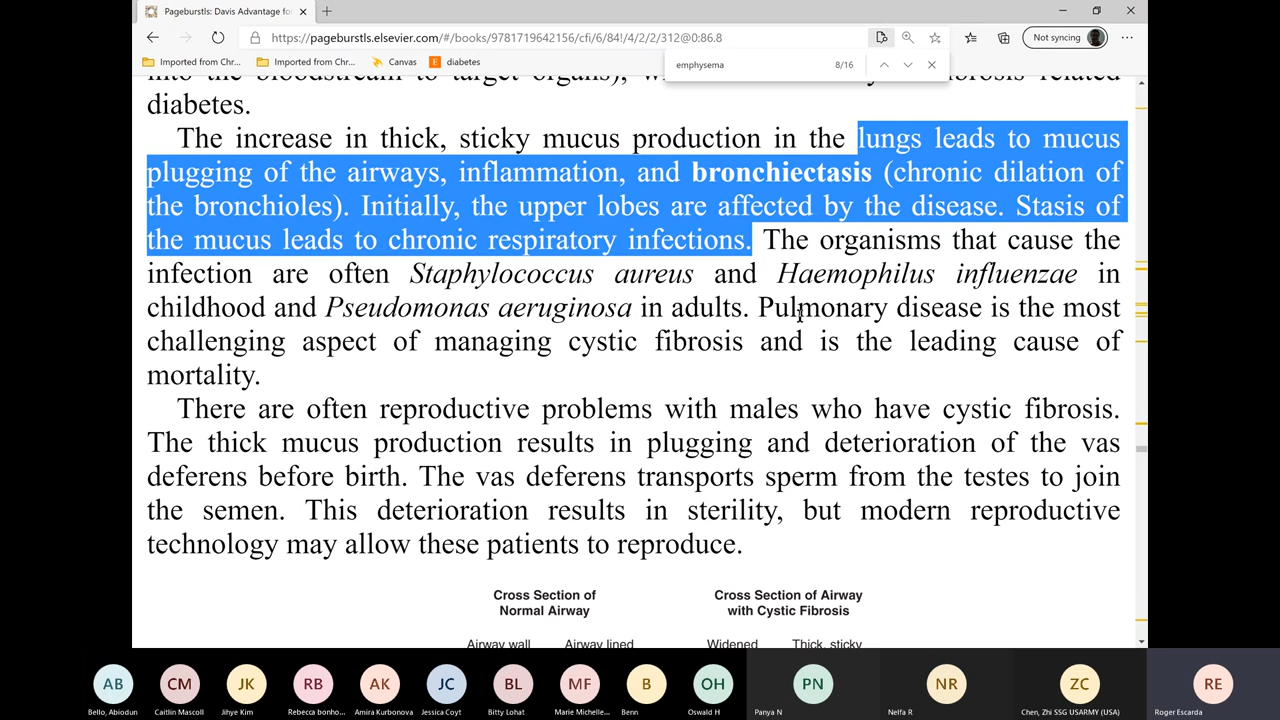 Pageburstls: Davis Advantage fo
https://pageburstls.elsevier.com/#/books/9781719642156/cfi/6/84!/4/2/2/312@0:86.8
Not syncing
Imported from Chr...
Imported from Chr...
Canvas
E diabetes
emphysema 8/16
diabetes.
The increase in thick, sticky mucus production in the lungs leads to mucus
plugging of the airways, inflammation, and bronchiectasis (chronic dilation of
the bronchioles). Initially, the upper lobes are affected by the disease. Stasis of
the mucus leads to chronic respiratory infections. The organisms that cause the
infection are often Staphylococcus aureus and Haemophilus influenzae in
childhood and Pseudomonas aeruginosa in adults. Pulmonary disease is the most
challenging aspect of managing cystic fibrosis and is the leading cause of
mortality.
There are often reproductive problems with males who have cystic fibrosis.
The thick mucus production results in plugging and deterioration of the vas
deferens before birth. The vas deferens transports sperm from the testes to join
the semen. This deterioration results in sterility, but modern reproductive
technology may allow these patients to reproduce.
Cross Section of
Normal Airway
Cross Section of Airway
with Cystic Fibrosis
Airway wall
Airway lined
Widened
Thick, sticky
AB CM JK RB AK JC BL MF B OH PN NR ZC RE
Bello, Abiodun Caitlin Mascoll Jihye Kim Rebecca bonho... Amira Kurbonova Jessica Coyt Bitty Lohat Marie Michelle... Benn Oswald H Panya N Nelfa R Chen, Zhi SSG USARMY (USA) Roger Escarda